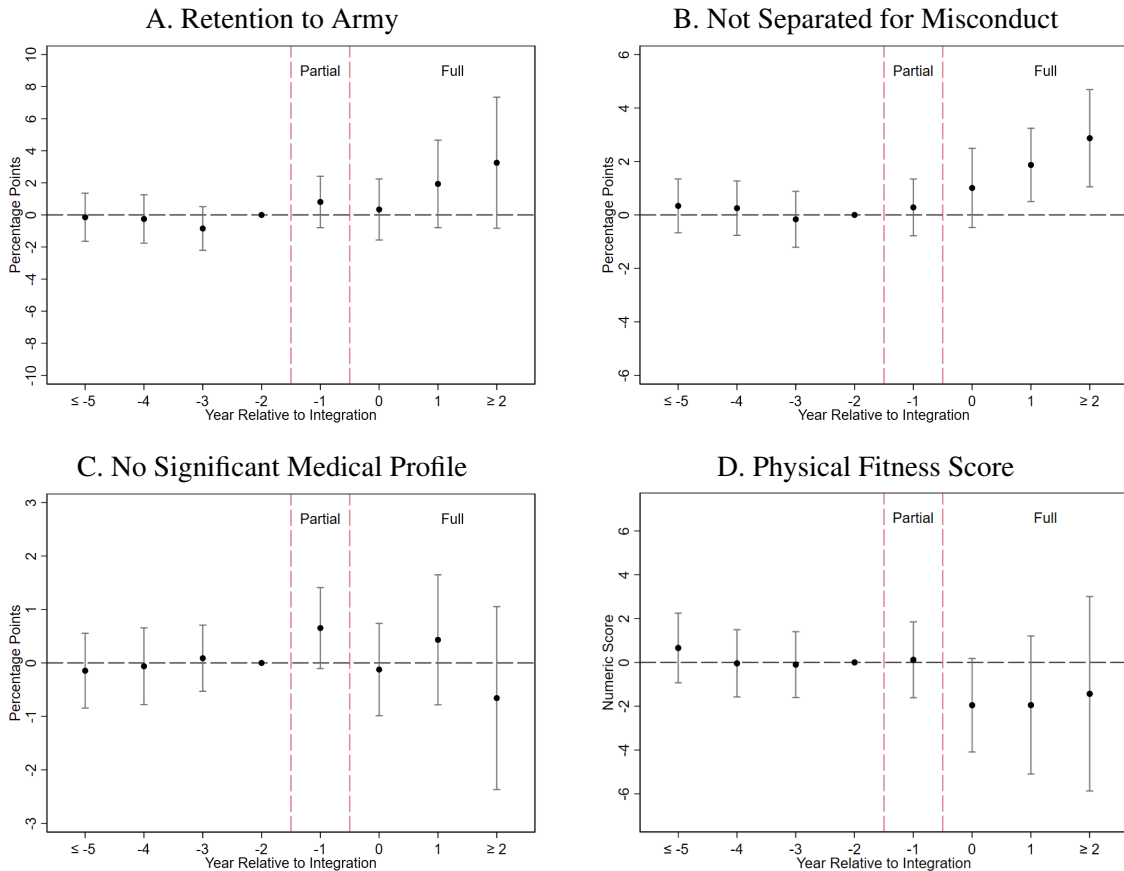 A. Retention to Army
Percentage Points
10
8
6
4
2
0
-2
-4
-6
-8
-10
Partial
Full
≤ -5 -4 -3 -2 -1 0 1 ≥ 2
Year Relative to Integration
B. Not Separated for Misconduct
Percentage Points
6
4
2
0
-2
-4
-6
Partial
Full
≤ -5 -4 -3 -2 -1 0 1 ≥ 2
Year Relative to Integration
C. No Significant Medical Profile
Percentage Points
3
2
1
0
-1
-2
-3
Partial
Full
≤ -5 -4 -3 -2 -1 0 1 ≥ 2
Year Relative to Integration
D. Physical Fitness Score
Numeric Score
6
4
2
0
-2
-4
-6
Partial
Full
≤ -5 -4 -3 -2 -1 0 1 ≥ 2
Year Relative to Integration